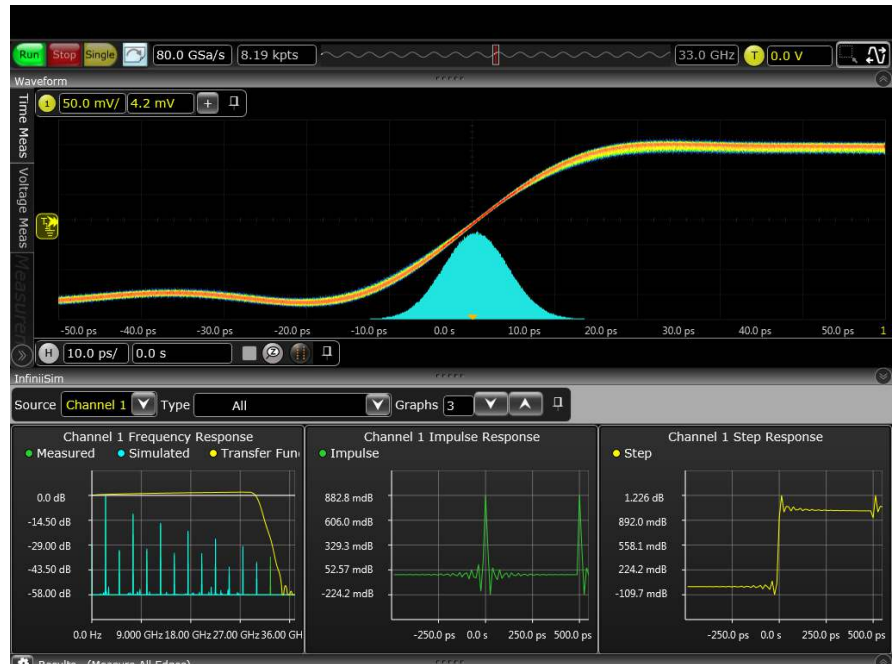 Run Stop Single 80.0 GSa/s 8.19 kpts 33.0 GHz T 0.0 V
Waveform
Time Meas
Voltage Meas
Measurem
1 50.0 mV/ 4.2 mV +
T
-50.0 ps -40.0 ps -30.0 ps -20.0 ps -10.0 ps 0.0 s 10.0 ps 20.0 ps 30.0 ps 40.0 ps 50.0 ps 1
H 10.0 ps/ 0.0 s
InfiniiSim
Source Channel 1 Type All Graphs 3
Channel 1 Frequency Response
Measured Simulated Transfer Fun
0.0 dB
-14.50 dB
-29.00 dB
-43.50 dB
-58.00 dB
0.0 Hz 9.000 GHz 18.00 GHz 27.00 GHz 36.00 GH
Channel 1 Impulse Response
Impulse
882.8 mdB
606.0 mdB
329.3 mdB
52.57 mdB
-224.2 mdB
-250.0 ps 0.0 s 250.0 ps 500.0 ps
Channel 1 Step Response
Step
1.226 dB
892.0 mdB
558.1 mdB
224.2 mdB
-109.7 mdB
-250.0 ps 0.0 s 250.0 ps 500.0 ps
Results (Measure All Edges)